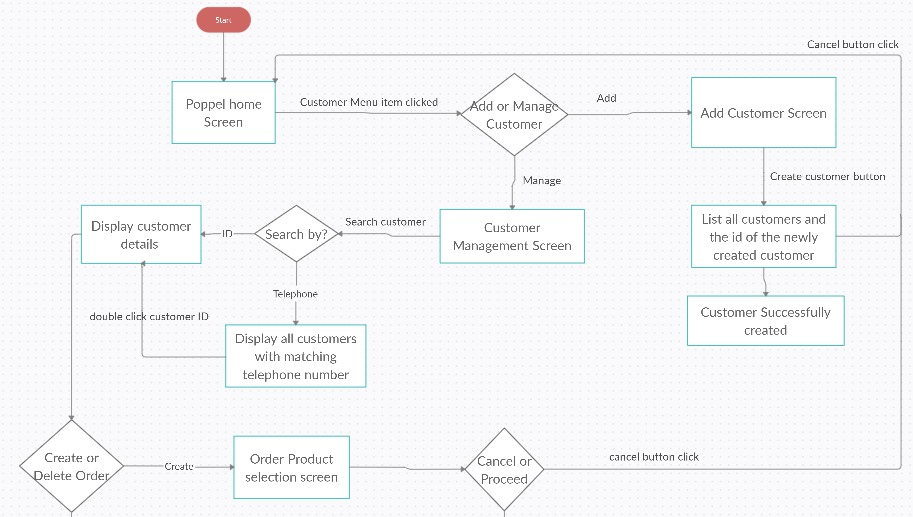 Start
Cancel button click
Poppel home
Screen
Customer Menu item clicked
Add or Manage
Customer
Add
Add Customer Screen
Manage
Create customer button
Display customer
details
ID
Search by?
Search customer
Customer
Management Screen
List all customers and
the id of the newly
created customer
Telephone
double click customer ID
Display all customers
with matching
telephone number
Customer Successfully
created
Create or
Delete Order
Create
Order Product
selection screen
Cancel or
Proceed
cancel button click